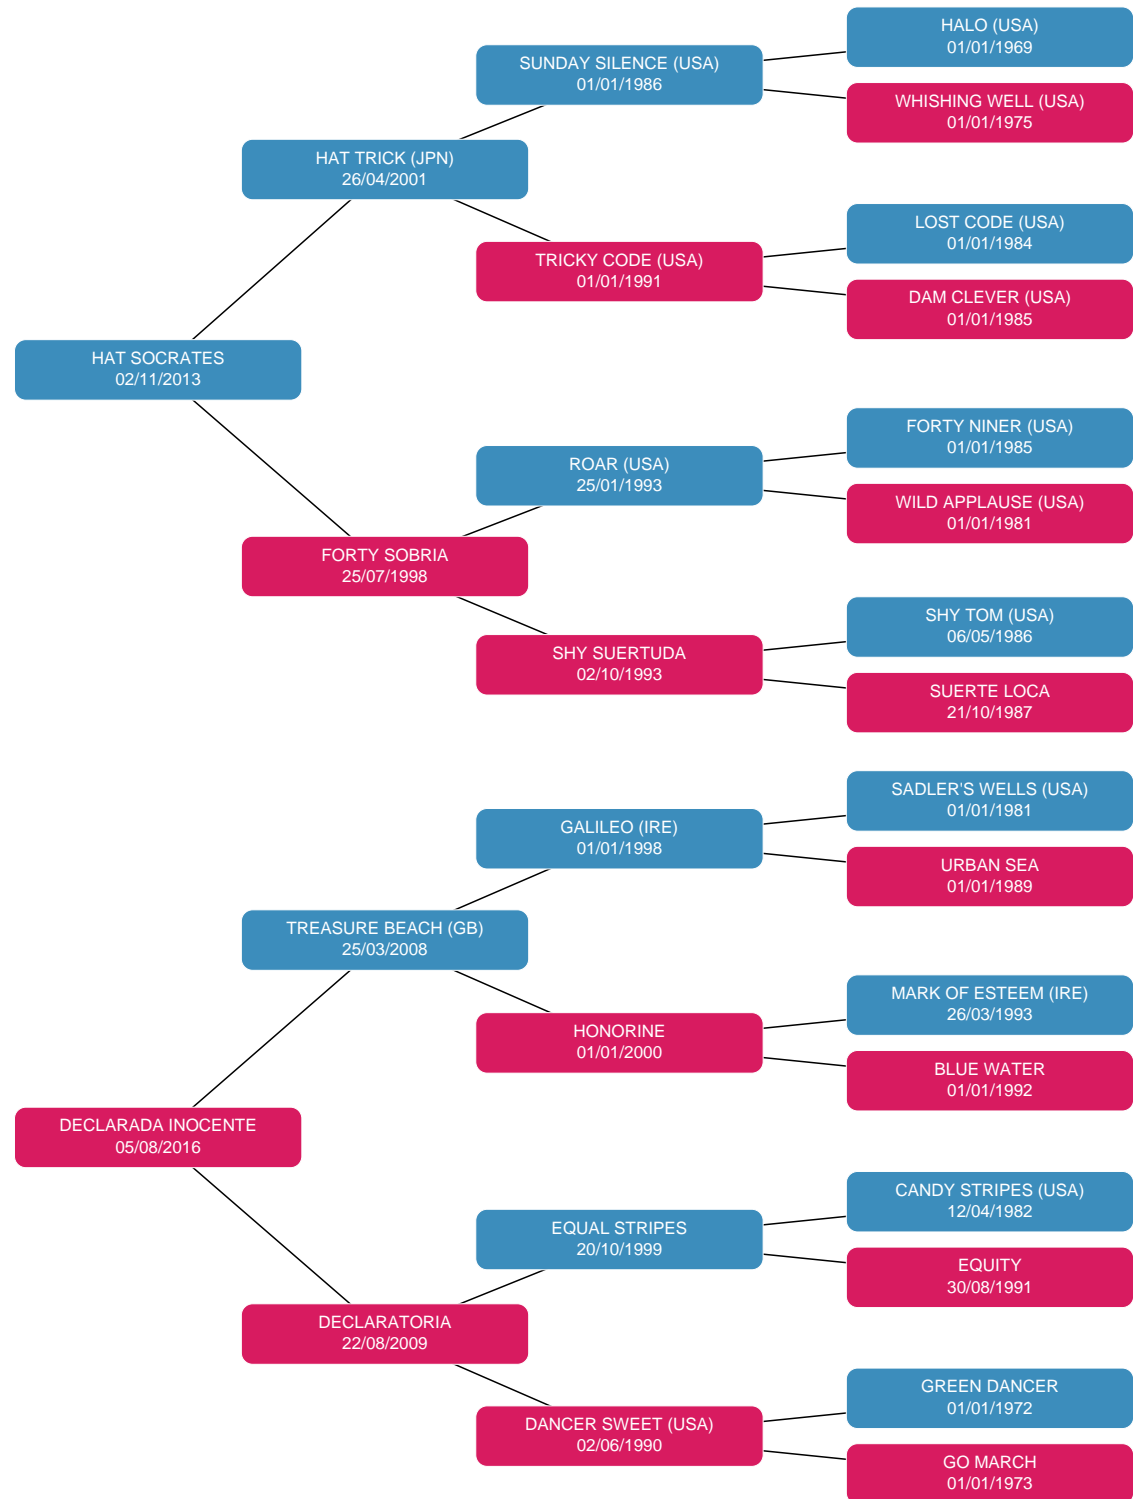 HALO (USA)
01/01/1969
SUNDAY SILENCE (USA)
01/01/1986
WHISHING WELL (USA)
01/01/1975
HAT TRICK (JPN)
26/04/2001
LOST CODE (USA)
01/01/1984
TRICKY CODE (USA)
01/01/1991
DAM CLEVER (USA)
01/01/1985
HAT SOCRATES
02/11/2013
FORTY NINER (USA)
01/01/1985
ROAR (USA)
25/01/1993
WILD APPLAUSE (USA)
01/01/1981
FORTY SOBRIA
25/07/1998
SHY TOM (USA)
06/05/1986
SHY SUERTUDA
02/10/1993
SUERTE LOCA
21/10/1987
SADLER'S WELLS (USA)
01/01/1981
GALILEO (IRE)
01/01/1998
URBAN SEA
01/01/1989
TREASURE BEACH (GB)
25/03/2008
MARK OF ESTEEM (IRE)
26/03/1993
HONORINE
01/01/2000
BLUE WATER
01/01/1992
DECLARADA INOCENTE
05/08/2016
CANDY STRIPES (USA)
12/04/1982
EQUAL STRIPES
20/10/1999
EQUITY
30/08/1991
DECLARATORIA
22/08/2009
GREEN DANCER
01/01/1972
DANCER SWEET (USA)
02/06/1990
GO MARCH
01/01/1973